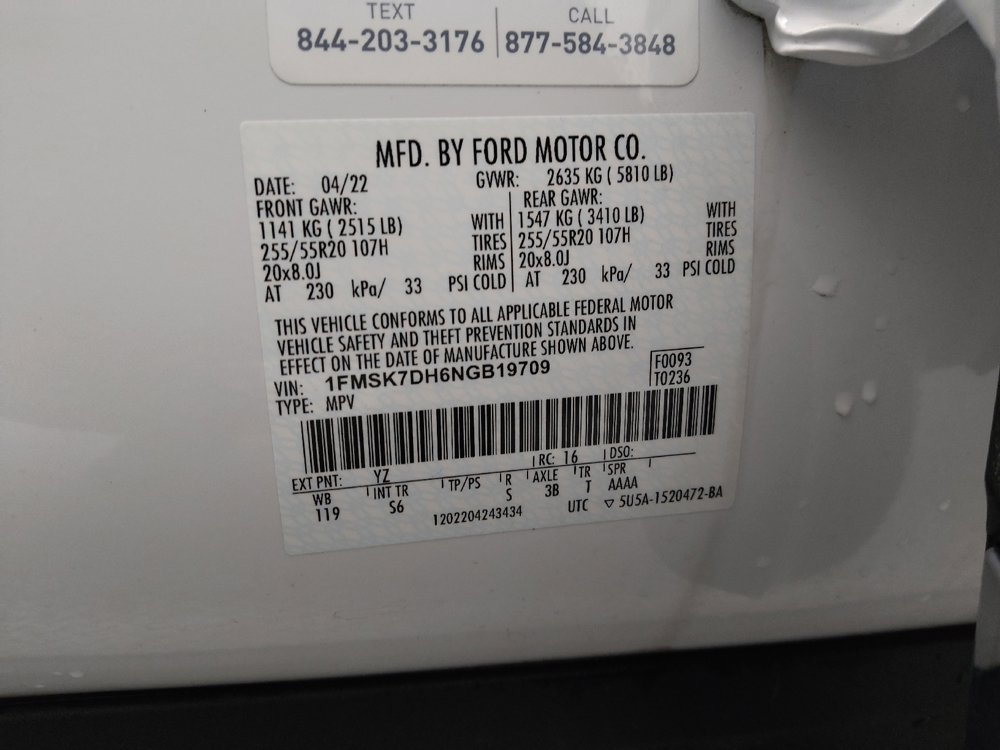 TEXT CALL
844-203-3176 877-584-3848
MFD. BY FORD MOTOR CO.
DATE: 04/22 GVWR: 2635 KG ( 5810 LB)
FRONT GAWR: REAR GAWR:
1141 KG ( 2515 LB) WITH 1547 KG ( 3410 LB) WITH
255/55R20 107H TIRES 255/55R20 107H TIRES
20x8.0J RIMS 20x8.0J RIMS
AT 230 kPa/ 33 PSI COLD AT 230 kPa/ 33 PSI COLD
THIS VEHICLE CONFORMS TO ALL APPLICABLE FEDERAL MOTOR
VEHICLE SAFETY AND THEFT PREVENTION STANDARDS IN
EFFECT ON THE DATE OF MANUFACTURE SHOWN ABOVE.
VIN: 1FMSK7DH6NGB19709 F0093
TYPE: MPV T0236
EXT PNT: YZ RC: 16 DSO:
WB INT TR TP/PS R AXLE TR SPR
119 S6 S 3B T AAAA
1202204243434 UTC ▽ 5U5A-1520472-BA